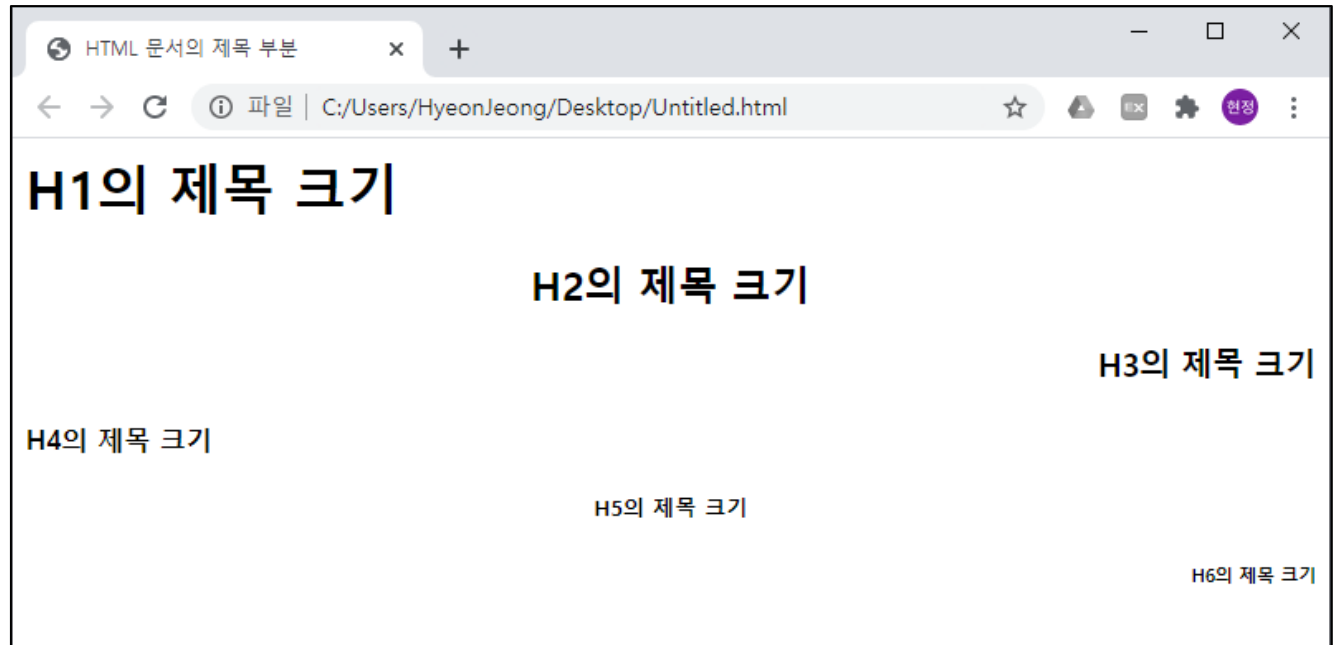 HTML 문서의 제목 부분
파일 | C:/Users/HyeonJeong/Desktop/Untitled.html EX 현정
H1의 제목 크기
H2의 제목 크기
H3의 제목 크기
H4의 제목 크기
H5의 제목 크기
H6의 제목 크기